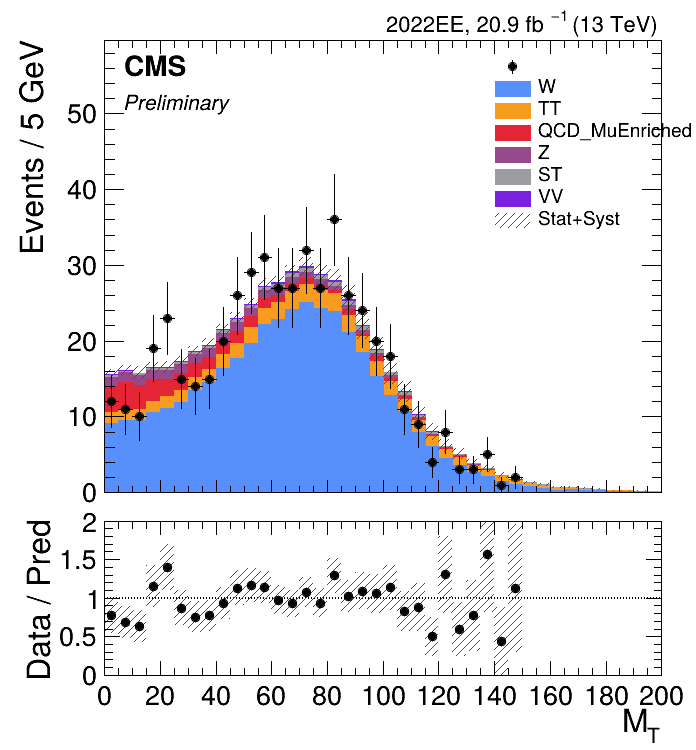 2022EE, 20.9 fb⁻¹ (13 TeV)
CMS
Preliminary
W
TT
QCD_MuEnriched
Z
ST
VV
Stat+Syst
Events / 5 GeV
50
40
30
20
10
0
Data / Pred
2
1.5
1
0.5
0
0 20 40 60 80 100 120 140 160 180 200
M_T